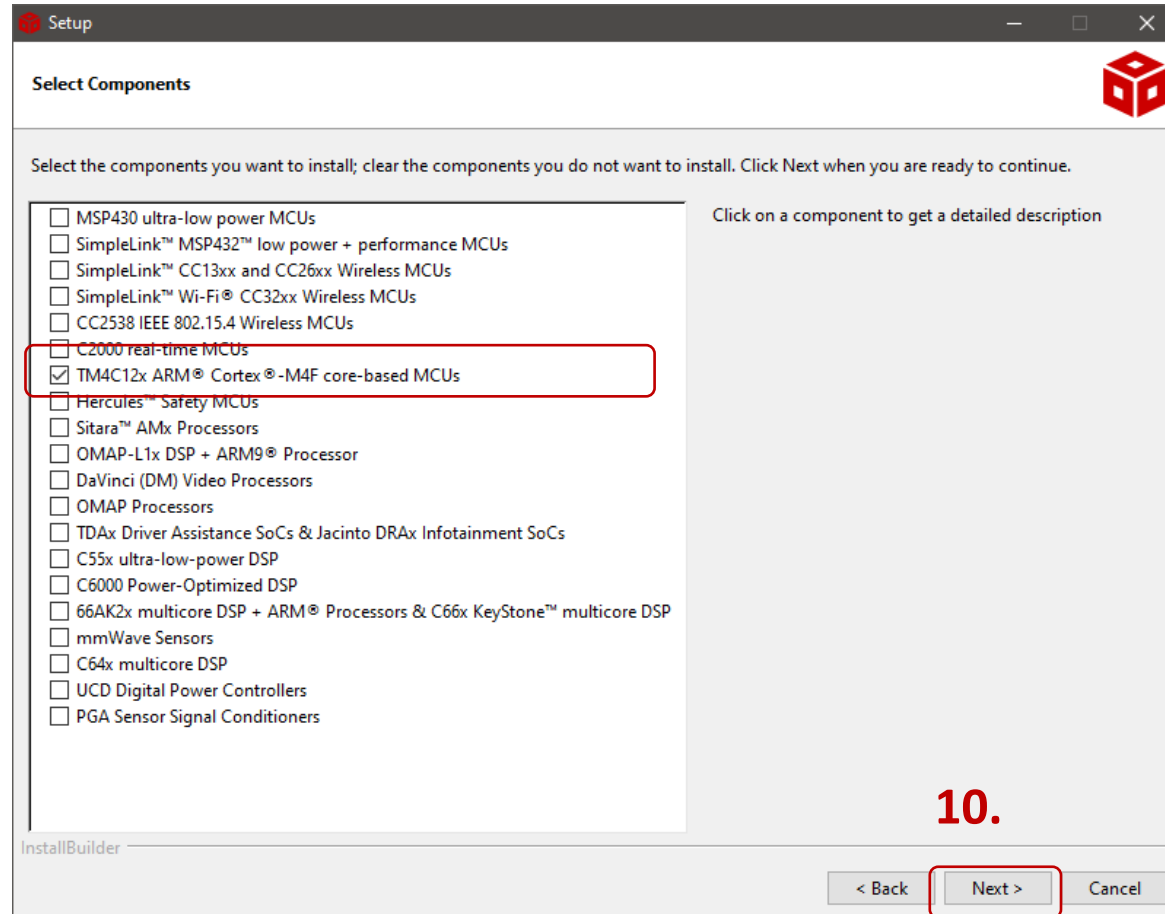 Setup
Select Components
Select the components you want to install; clear the components you do not want to install. Click Next when you are ready to continue.
MSP430 ultra-low power MCUs
SimpleLink™ MSP432™ low power + performance MCUs
SimpleLink™ CC13xx and CC26xx Wireless MCUs
SimpleLink™ Wi-Fi® CC32xx Wireless MCUs
CC2538 IEEE 802.15.4 Wireless MCUs
C2000 real-time MCUs
TM4C12x ARM® Cortex®-M4F core-based MCUs
Hercules™ Safety MCUs
Sitara™ AMx Processors
OMAP-L1x DSP + ARM9® Processor
DaVinci (DM) Video Processors
OMAP Processors
TDAx Driver Assistance SoCs & Jacinto DRAx Infotainment SoCs
C55x ultra-low-power DSP
C6000 Power-Optimized DSP
66AK2x multicore DSP + ARM® Processors & C66x KeyStone™ multicore DSP
mmWave Sensors
C64x multicore DSP
UCD Digital Power Controllers
PGA Sensor Signal Conditioners
Click on a component to get a detailed description
10.
InstallBuilder
< Back
Next >
Cancel